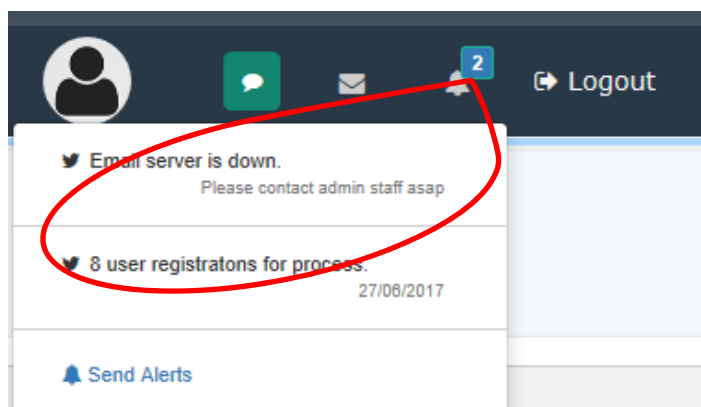 2
Logout
Email server is down.
Please contact admin staff asap
8 user registratons for process.
27/06/2017
Send Alerts